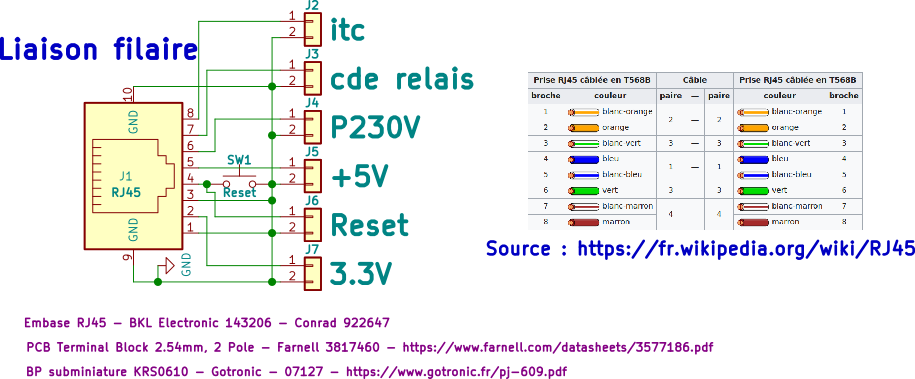 Liaison filaire
J2
1
2
itc
J3
1
2
cde relais
J4
1
2
P230V
J5
1
2
+5V
J6
1
2
Reset
J7
1
2
3.3V
10
GND
8
7
6
5
4
3
2
1
J1
RJ45
GND
9
GND
SW1
Reset
Prise RJ45 câblée en T568B Câble Prise RJ45 câblée en T568B
broche couleur paire — paire couleur broche
1 blanc-orange 2 — 2 blanc-orange 1
2 orange orange 2
3 blanc-vert 3 — 3 blanc-vert 3
4 bleu 1 — 1 bleu 4
5 blanc-bleu blanc-bleu 5
6 vert 3 3 vert 6
7 blanc-marron 4 4 blanc-marron 7
8 marron marron 8
Source : https://fr.wikipedia.org/wiki/RJ45
Embase RJ45 – BKL Electronic 143206 – Conrad 922647
PCB Terminal Block 2.54mm, 2 Pole – Farnell 3817460 – https://www.farnell.com/datasheets/3577186.pdf
BP subminiature KRS0610 – Gotronic – 07127 – https://www.gotronic.fr/pj-609.pdf